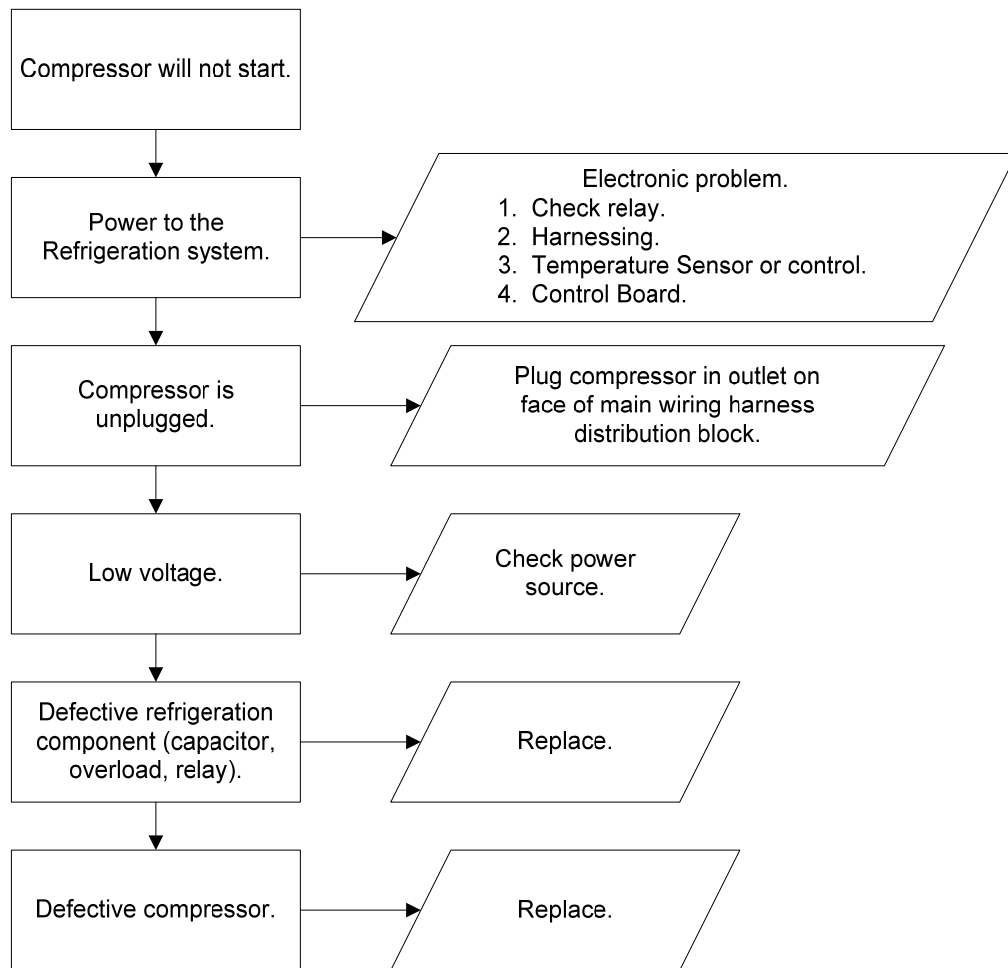 Compressor will not start.
Power to the
Refrigeration system.
Electronic problem.
1. Check relay.
2. Harnessing.
3. Temperature Sensor or control.
4. Control Board.
Compressor is
unplugged.
Plug compressor in outlet on
face of main wiring harness
distribution block.
Low voltage.
Check power
source.
Defective refrigeration
component (capacitor,
overload, relay).
Replace.
Defective compressor.
Replace.